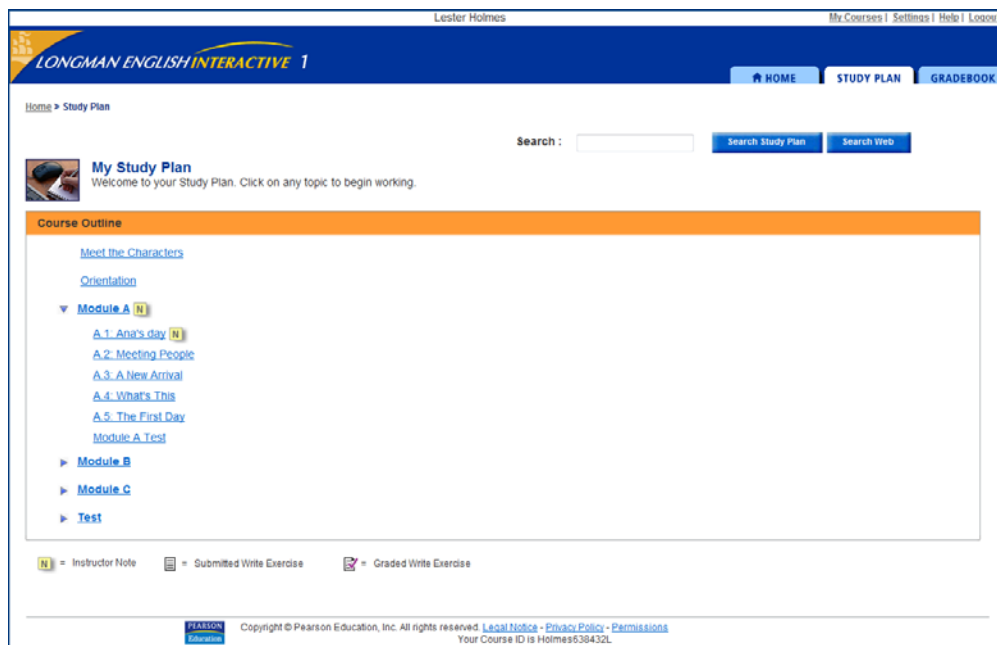 Lester Holmes
My Courses | Settings | Help | Logout
LONGMAN ENGLISH INTERACTIVE 1
HOME
STUDY PLAN
GRADEBOOK
Home » Study Plan
Search :
Search Study Plan
Search Web
My Study Plan
Welcome to your Study Plan. Click on any topic to begin working.
Course Outline
Meet the Characters
Orientation
Module A N
A.1: Ana's day N
A.2: Meeting People
A.3: A New Arrival
A.4: What's This
A.5: The First Day
Module A Test
Module B
Module C
Test
N = Instructor Note
= Submitted Write Exercise
= Graded Write Exercise
PEARSON
Education
Copyright © Pearson Education, Inc. All rights reserved. Legal Notice - Privacy Policy - Permissions
Your Course ID is Holmes638432L